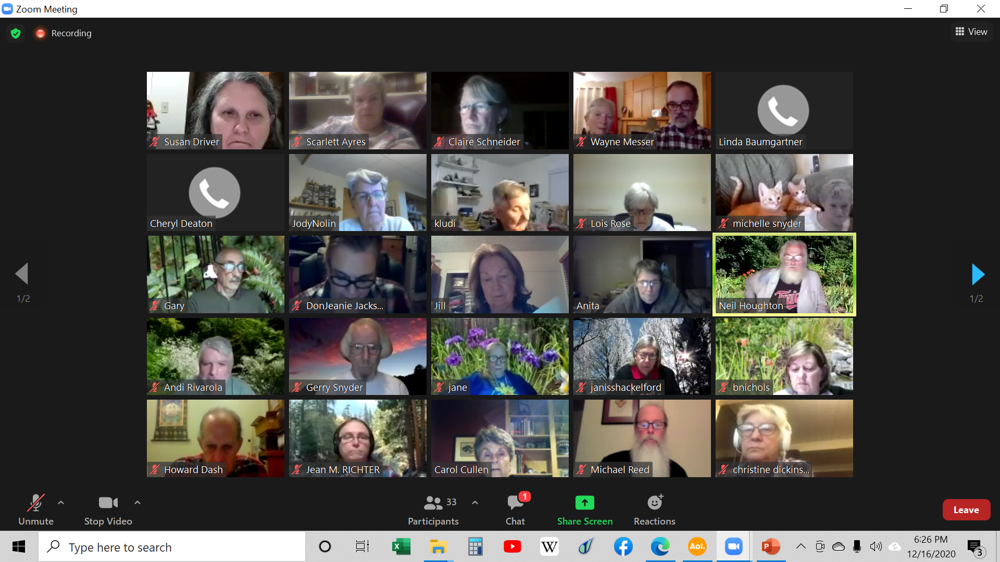 Zoom Meeting
Recording
View
Susan Driver
Scarlett Ayres
Claire Schneider
Wayne Messer
Linda Baumgartner
Cheryl Deaton
JodyNolin
kludi
Lois Rose
michelle snyder
Gary
DonJeanie Jacks...
Jill
Anita
Neil Houghton
Andi Rivarola
Gerry Snyder
jane
janisshackelford
bnichols
Howard Dash
Jean M. RICHTER
Carol Cullen
Michael Reed
christine dickins...
1/2
1/2
Unmute
Stop Video
33
Participants
1
Chat
Share Screen
Reactions
Leave
Type here to search
X
W
Aol.
P
6:26 PM
12/16/2020
3